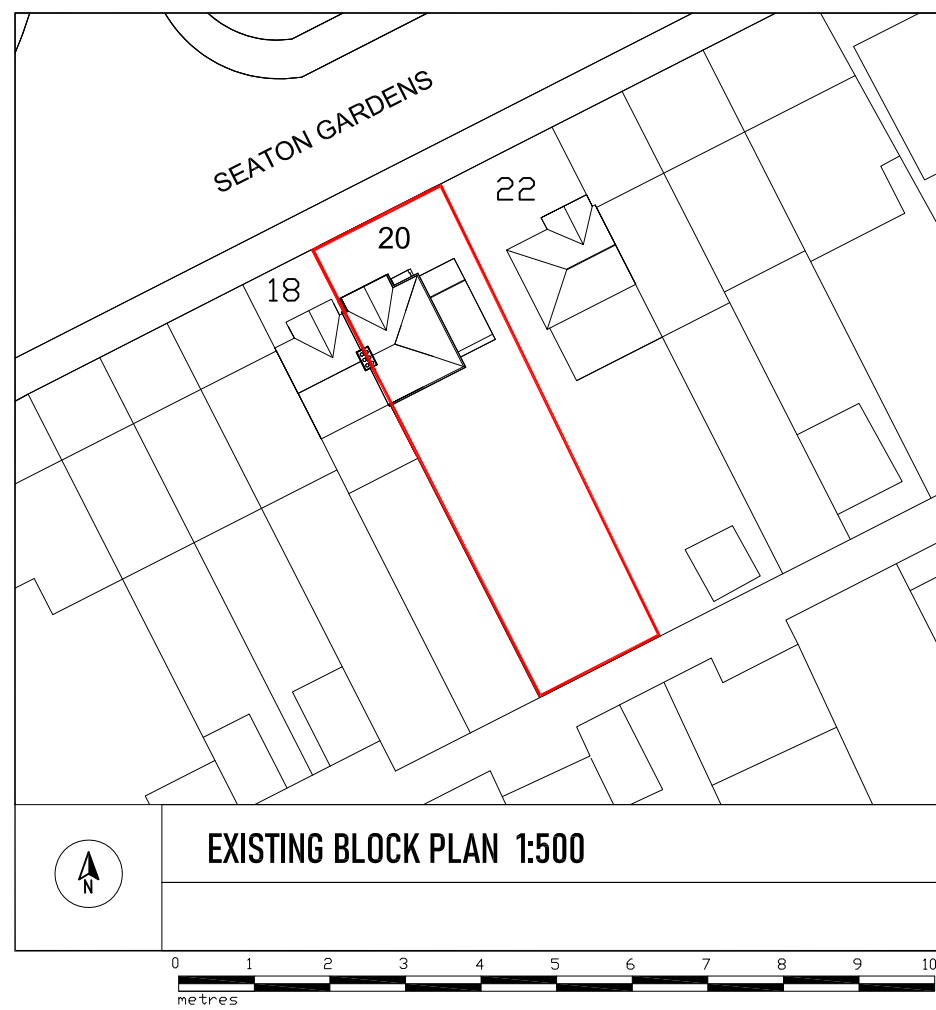 SEATON GARDENS
22
20
18
EXISTING BLOCK PLAN 1:500
N
0 1 2 3 4 5 6 7 8 9 10
metres